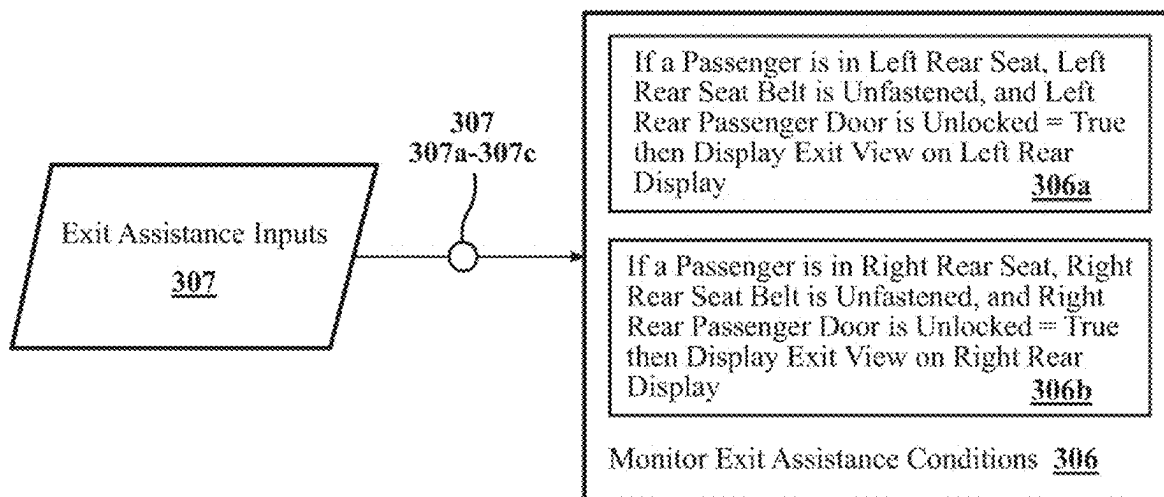 If a Passenger is in Left Rear Seat, Left
Rear Seat Belt is Unfastened, and Left
Rear Passenger Door is Unlocked = True
then Display Exit View on Left Rear
Display 306a
307
307a-307c
Exit Assistance Inputs
307
If a Passenger is in Right Rear Seat, Right
Rear Seat Belt is Unfastened, and Right
Rear Passenger Door is Unlocked = True
then Display Exit View on Right Rear
Display 306b
Monitor Exit Assistance Conditions 306